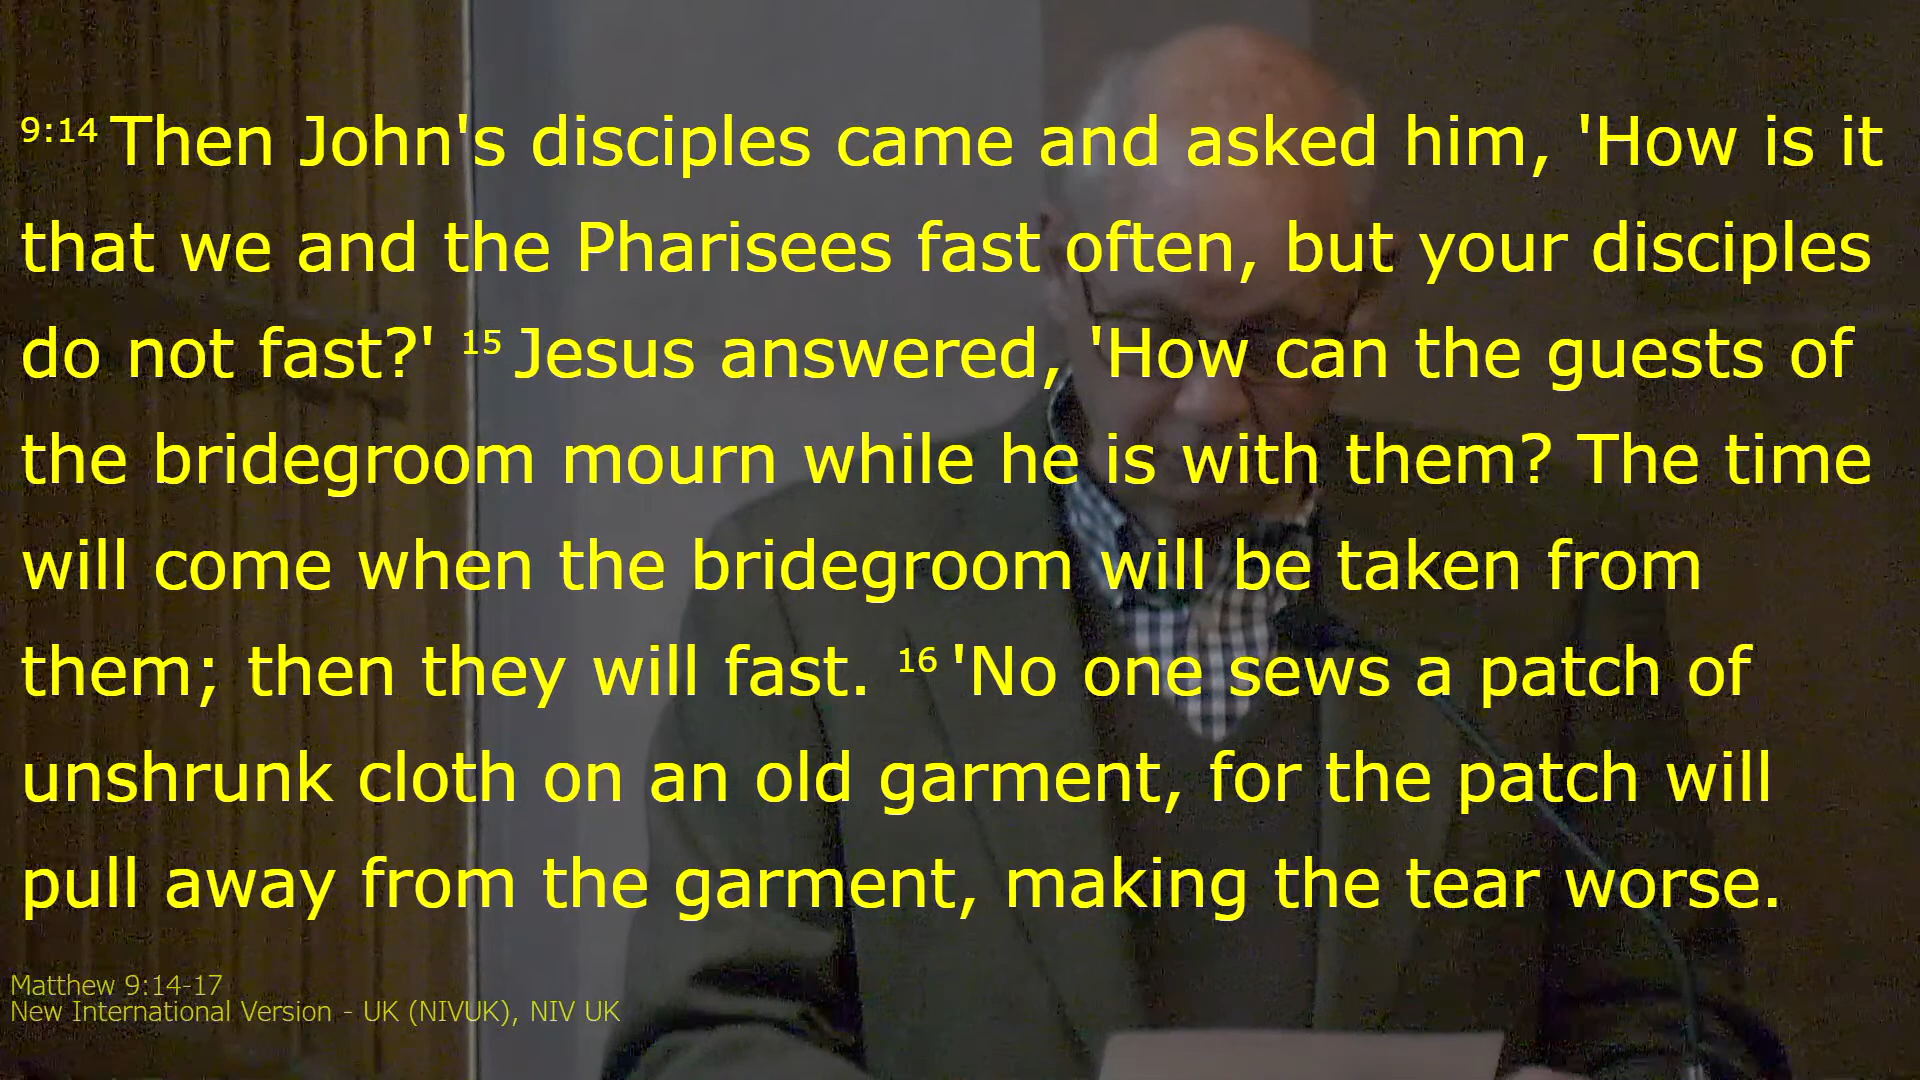 9:14 Then John's disciples came and asked him, 'How is it
that we and the Pharisees fast often, but your disciples
do not fast?' 15 Jesus answered, 'How can the guests of
the bridegroom mourn while he is with them? The time
will come when the bridegroom will be taken from
them; then they will fast. 16 'No one sews a patch of
unshrunk cloth on an old garment, for the patch will
pull away from the garment, making the tear worse.
Matthew 9:14-17
New International Version - UK (NIVUK), NIV UK